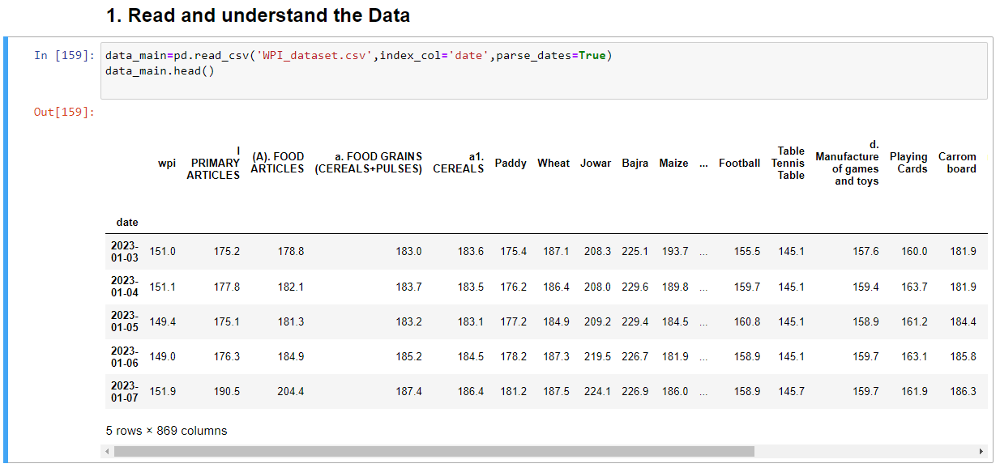 1. Read and understand the Data
In [159]: data_main=pd.read_csv('WPI_dataset.csv',index_col='date',parse_dates=True)
data_main.head()
Out[159]:
wpi I PRIMARY ARTICLES (A). FOOD ARTICLES a. FOOD GRAINS (CEREALS+PULSES) a1. CEREALS Paddy Wheat Jowar Bajra Maize ... Football Table Tennis Table d. Manufacture of games and toys Playing Cards Carrom board
date
2023-01-03 151.0 175.2 178.8 183.0 183.6 175.4 187.1 208.3 225.1 193.7 ... 155.5 145.1 157.6 160.0 181.9
2023-01-04 151.1 177.8 182.1 183.7 183.5 176.2 186.4 208.0 229.6 189.8 ... 159.7 145.1 159.4 163.7 181.9
2023-01-05 149.4 175.1 181.3 183.2 183.1 177.2 184.9 209.2 229.4 184.5 ... 160.8 145.1 158.9 161.2 184.4
2023-01-06 149.0 176.3 184.9 185.2 184.5 178.2 187.3 219.5 226.7 181.9 ... 158.9 145.1 159.7 163.1 185.8
2023-01-07 151.9 190.5 204.4 187.4 186.4 181.2 187.5 224.1 226.9 186.0 ... 158.9 145.7 159.7 161.9 186.3
5 rows × 869 columns